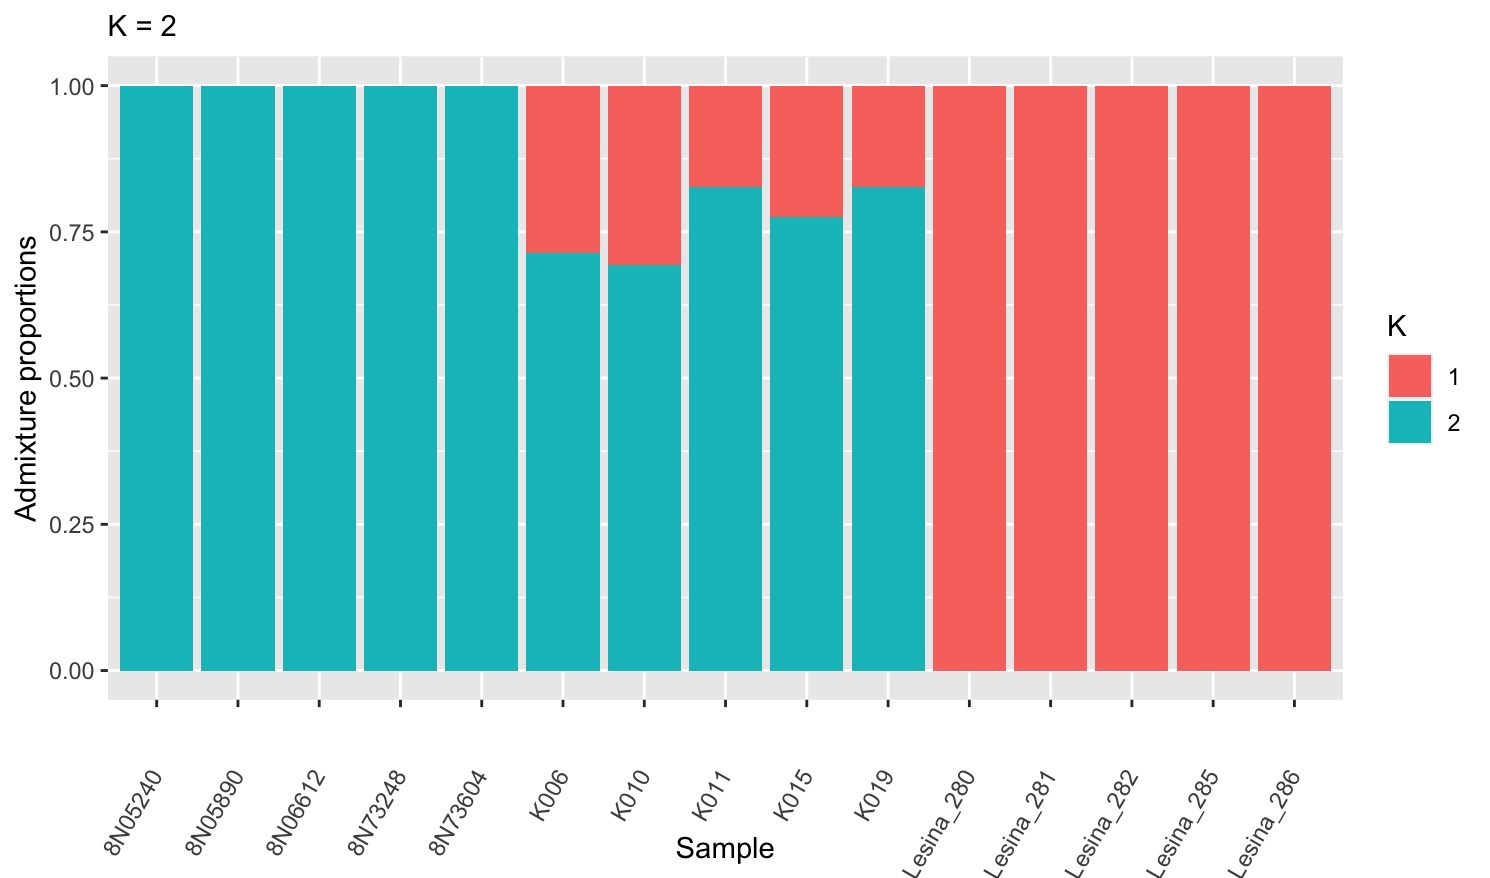 K = 2
Admixture proportions
1.00
0.75
0.50
0.25
0.00
8N05240
8N05890
8N06612
8N73248
8N73604
K006
K010
K011
K015
K019
Lesina_280
Lesina_281
Lesina_282
Lesina_285
Lesina_286
Sample
K
1
2